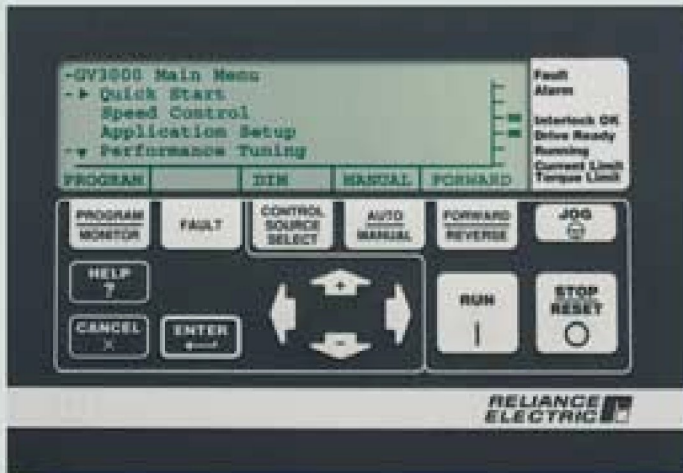 -GV3000 Main Menu
-▶ Quick Start
Speed Control
Application Setup
-▼ Performance Tuning
PROGRAM DIM MANUAL FORWARD
Fault
Alarm
Interlock OK
Drive Ready
Running
Current Limit
Torque Limit
PROGRAM
MONITOR
FAULT
CONTROL
SOURCE
SELECT
AUTO
MANUAL
FORWARD
REVERSE
JOG
HELP
?
CANCEL
X
ENTER
+
-
RUN
I
STOP
RESET
O
RELIANCE
ELECTRIC